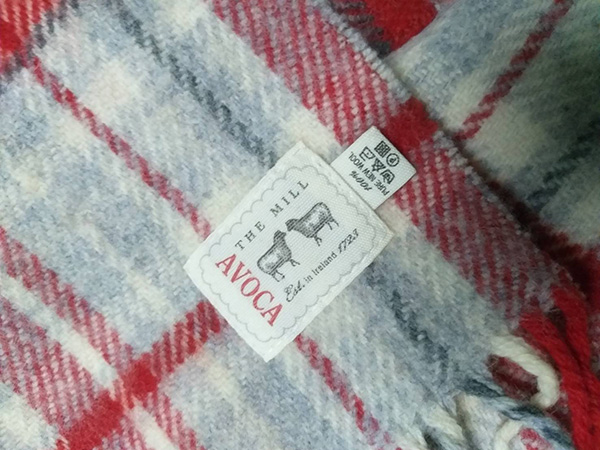 THE MILL
AVOCA
Est. in Ireland 1723
100%
PURE NEW WOOL